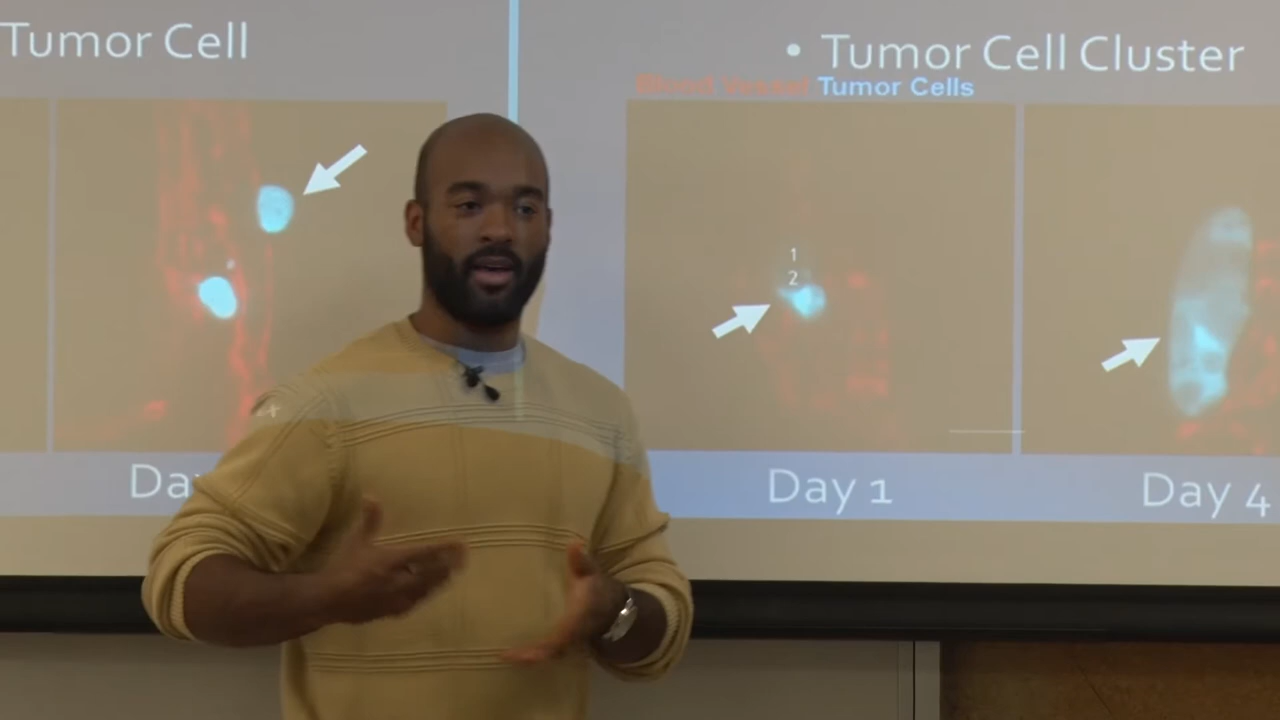 Tumor Cell
• Tumor Cell Cluster
Blood Vessel Tumor Cells
1
2
Day 1
Day 4